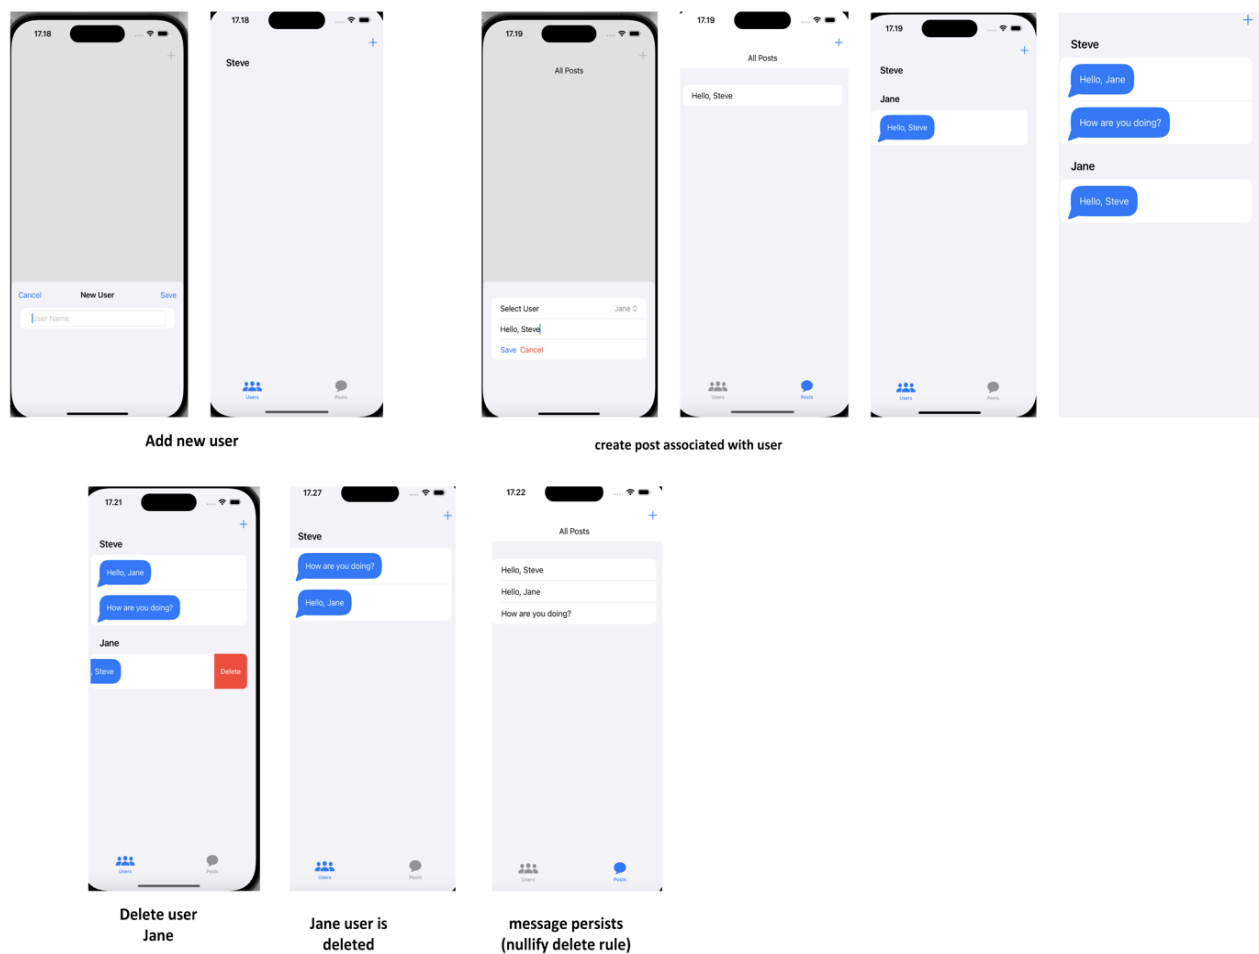 17.18
Cancel New User Save
User Name
17.18
Steve
Users Posts
Add new user
17.19
All Posts
Select User Jane
Hello, Steve
Save Cancel
17.19
All Posts
Hello, Steve
Users Posts
17.19
Steve
Jane
Hello, Steve
Users Posts
Steve
Hello, Jane
How are you doing?
Jane
Hello, Steve
create post associated with user
17.21
Steve
Hello, Jane
How are you doing?
Jane
, Steve Delete
Users Posts
Delete user
Jane
17.27
Steve
How are you doing?
Hello, Jane
Users Posts
Jane user is
deleted
17.22
All Posts
Hello, Steve
Hello, Jane
How are you doing?
Users Posts
message persists
(nullify delete rule)